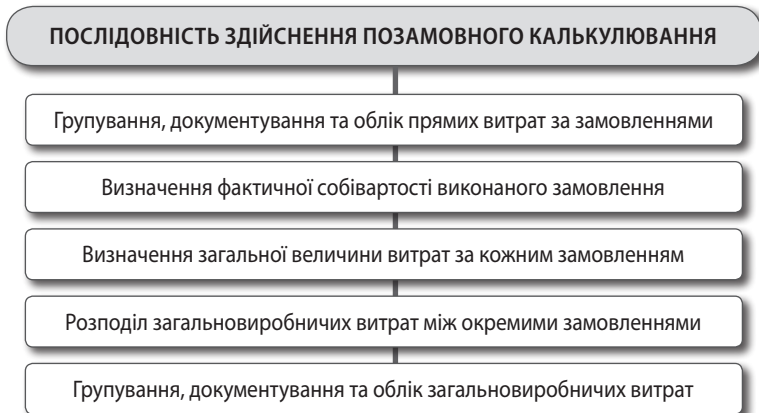 ПОСЛІДОВНІСТЬ ЗДІЙСНЕННЯ ПОЗАМОВНОГО КАЛЬКУЛЮВАННЯ
Групування, документування та облік прямих витрат за замовленнями
Визначення фактичної собівартості виконаного замовлення
Визначення загальної величини витрат за кожним замовленням
Розподіл загальновиробничих витрат між окремими замовленнями
Групування, документування та облік загальновиробничих витрат